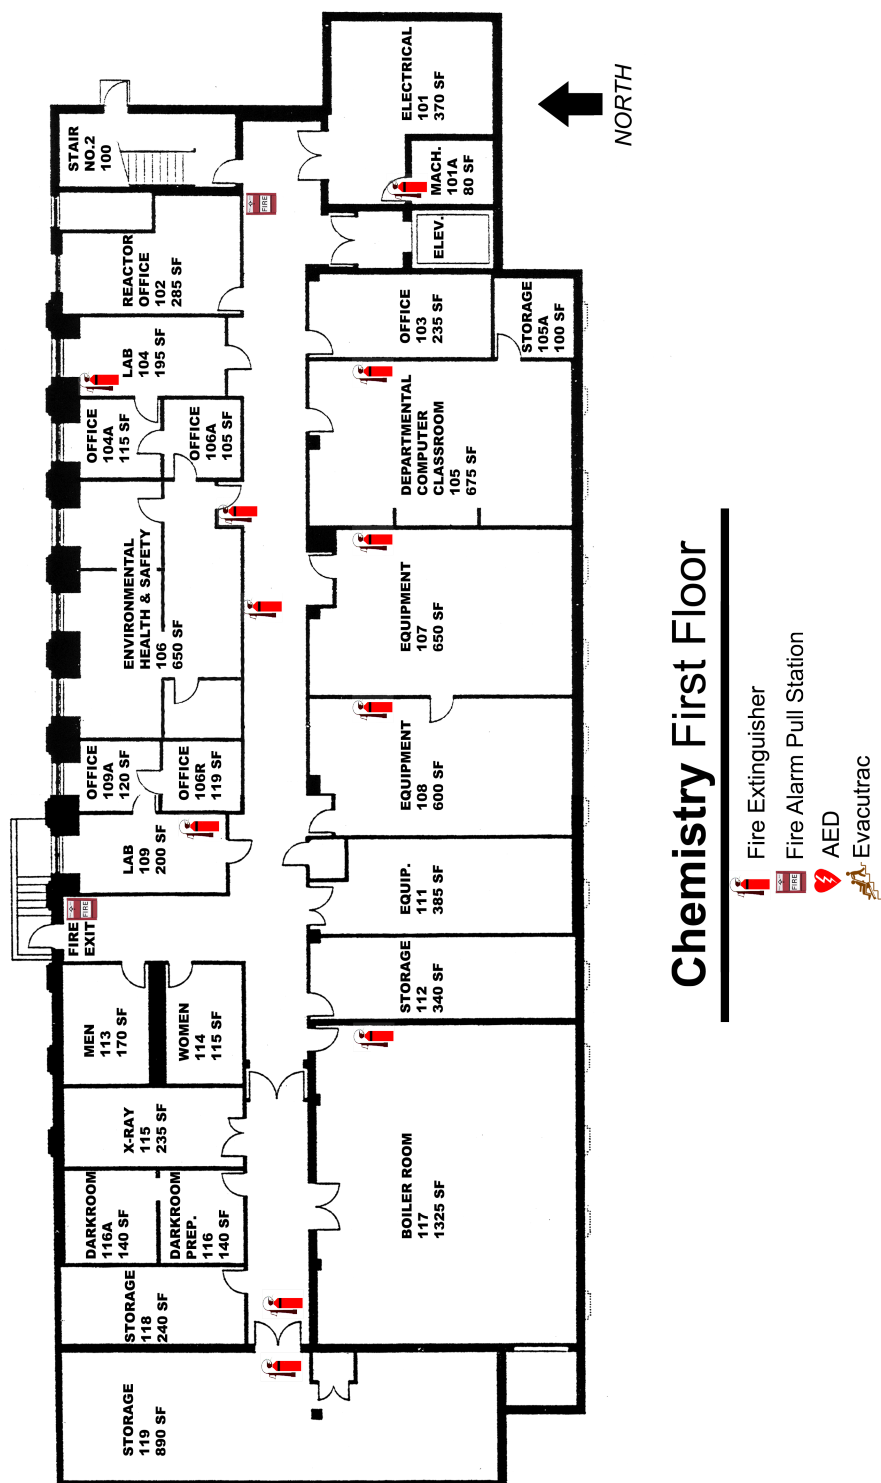 STAIR
NO.2
100
ELECTRICAL
101
370 SF
MACH.
101A
80 SF
NORTH
ELEV.
FIRE
REACTOR
OFFICE
102
285 SF
OFFICE
103
235 SF
STORAGE
105A
100 SF
LAB
104
195 SF
OFFICE
104A
115 SF
OFFICE
106A
105 SF
DEPARTMENTAL
COMPUTER
CLASSROOM
105
675 SF
ENVIRONMENTAL
HEALTH & SAFETY
106
650 SF
EQUIPMENT
107
650 SF
EQUIPMENT
108
600 SF
OFFICE
109A
120 SF
OFFICE
106R
119 SF
LAB
109
200 SF
EQUIP.
111
385 SF
FIRE
FIRE
EXIT
STORAGE
112
340 SF
MEN
113
170 SF
WOMEN
114
115 SF
X-RAY
115
235 SF
DARKROOM
116A
140 SF
DARKROOM
PREP.
116
140 SF
BOILER ROOM
117
1325 SF
STORAGE
118
240 SF
STORAGE
119
890 SF
Chemistry First Floor
Fire Extinguisher
FIRE
Fire Alarm Pull Station
AED
Evacutrac